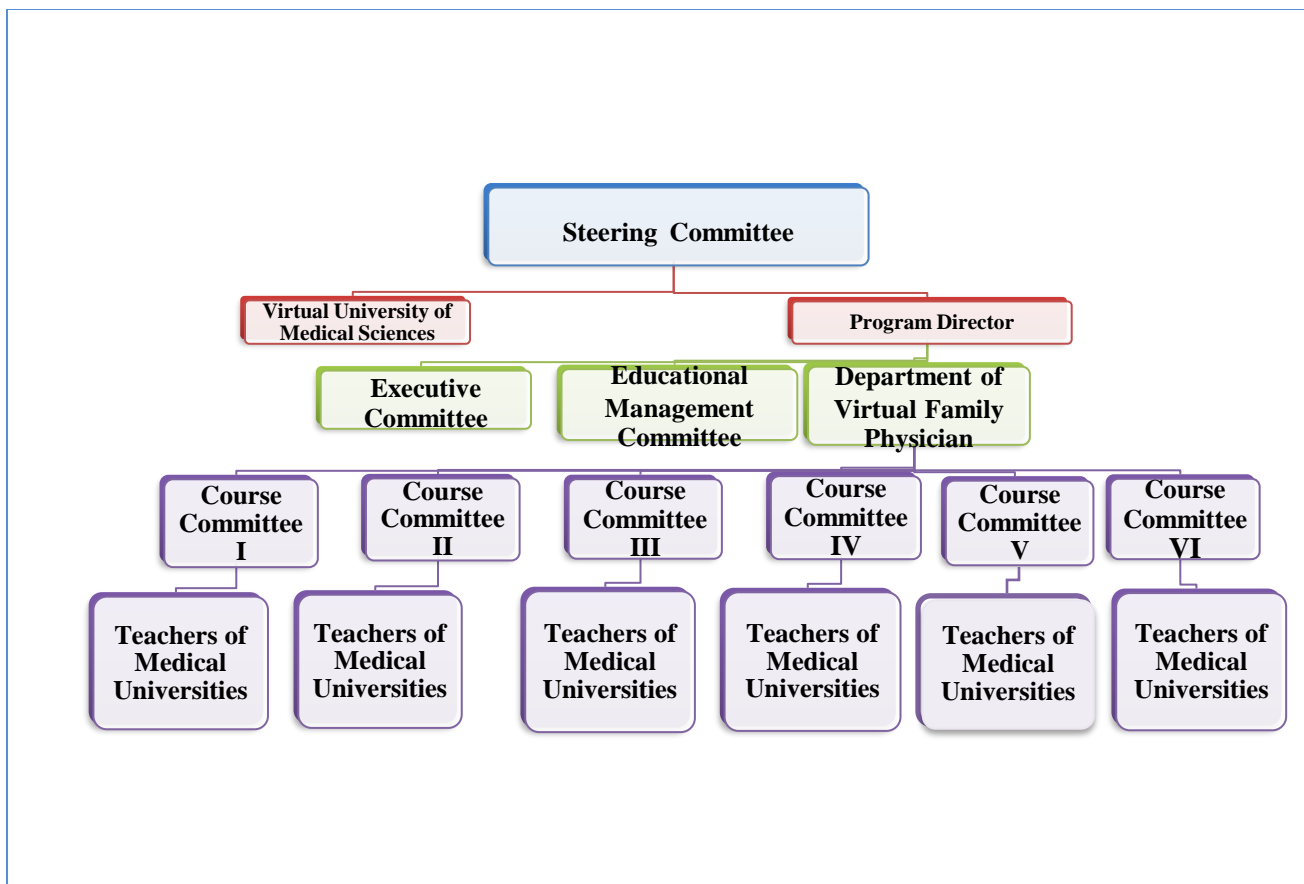 Steering Committee
Virtual University of
Medical Sciences
Program Director
Executive
Committee
Educational
Management
Committee
Department of
Virtual Family
Physician
Course
Committee
I
Course
Committee
II
Course
Committee
III
Course
Committee
IV
Course
Committee
V
Course
Committee
VI
Teachers of
Medical
Universities
Teachers of
Medical
Universities
Teachers of
Medical
Universities
Teachers of
Medical
Universities
Teachers of
Medical
Universities
Teachers of
Medical
Universities